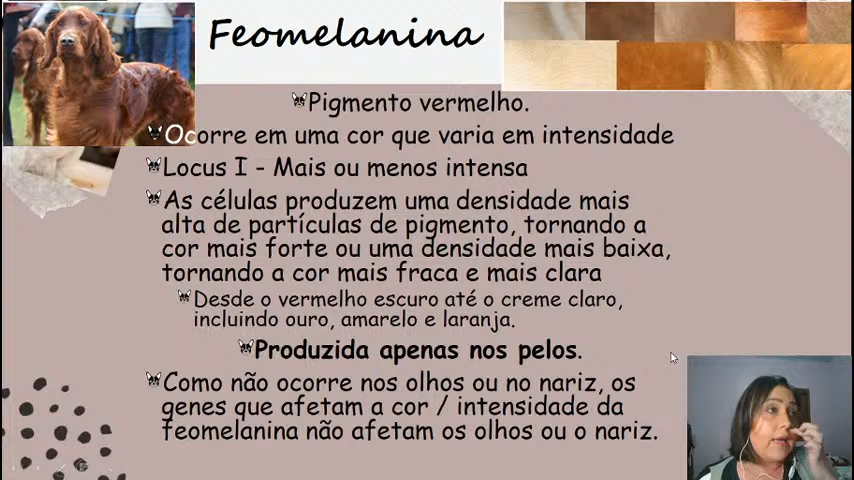 Feomelanina
Pigmento vermelho.
Ocorre em uma cor que varia em intensidade
Locus I - Mais ou menos intensa
As células produzem uma densidade mais
alta de partículas de pigmento, tornando a
cor mais forte ou uma densidade mais baixa,
tornando a cor mais fraca e mais clara
Desde o vermelho escuro até o creme claro,
incluindo ouro, amarelo e laranja.
Produzida apenas nos pelos.
Como não ocorre nos olhos ou no nariz, os
genes que afetam a cor / intensidade da
feomelanina não afetam os olhos ou o nariz.